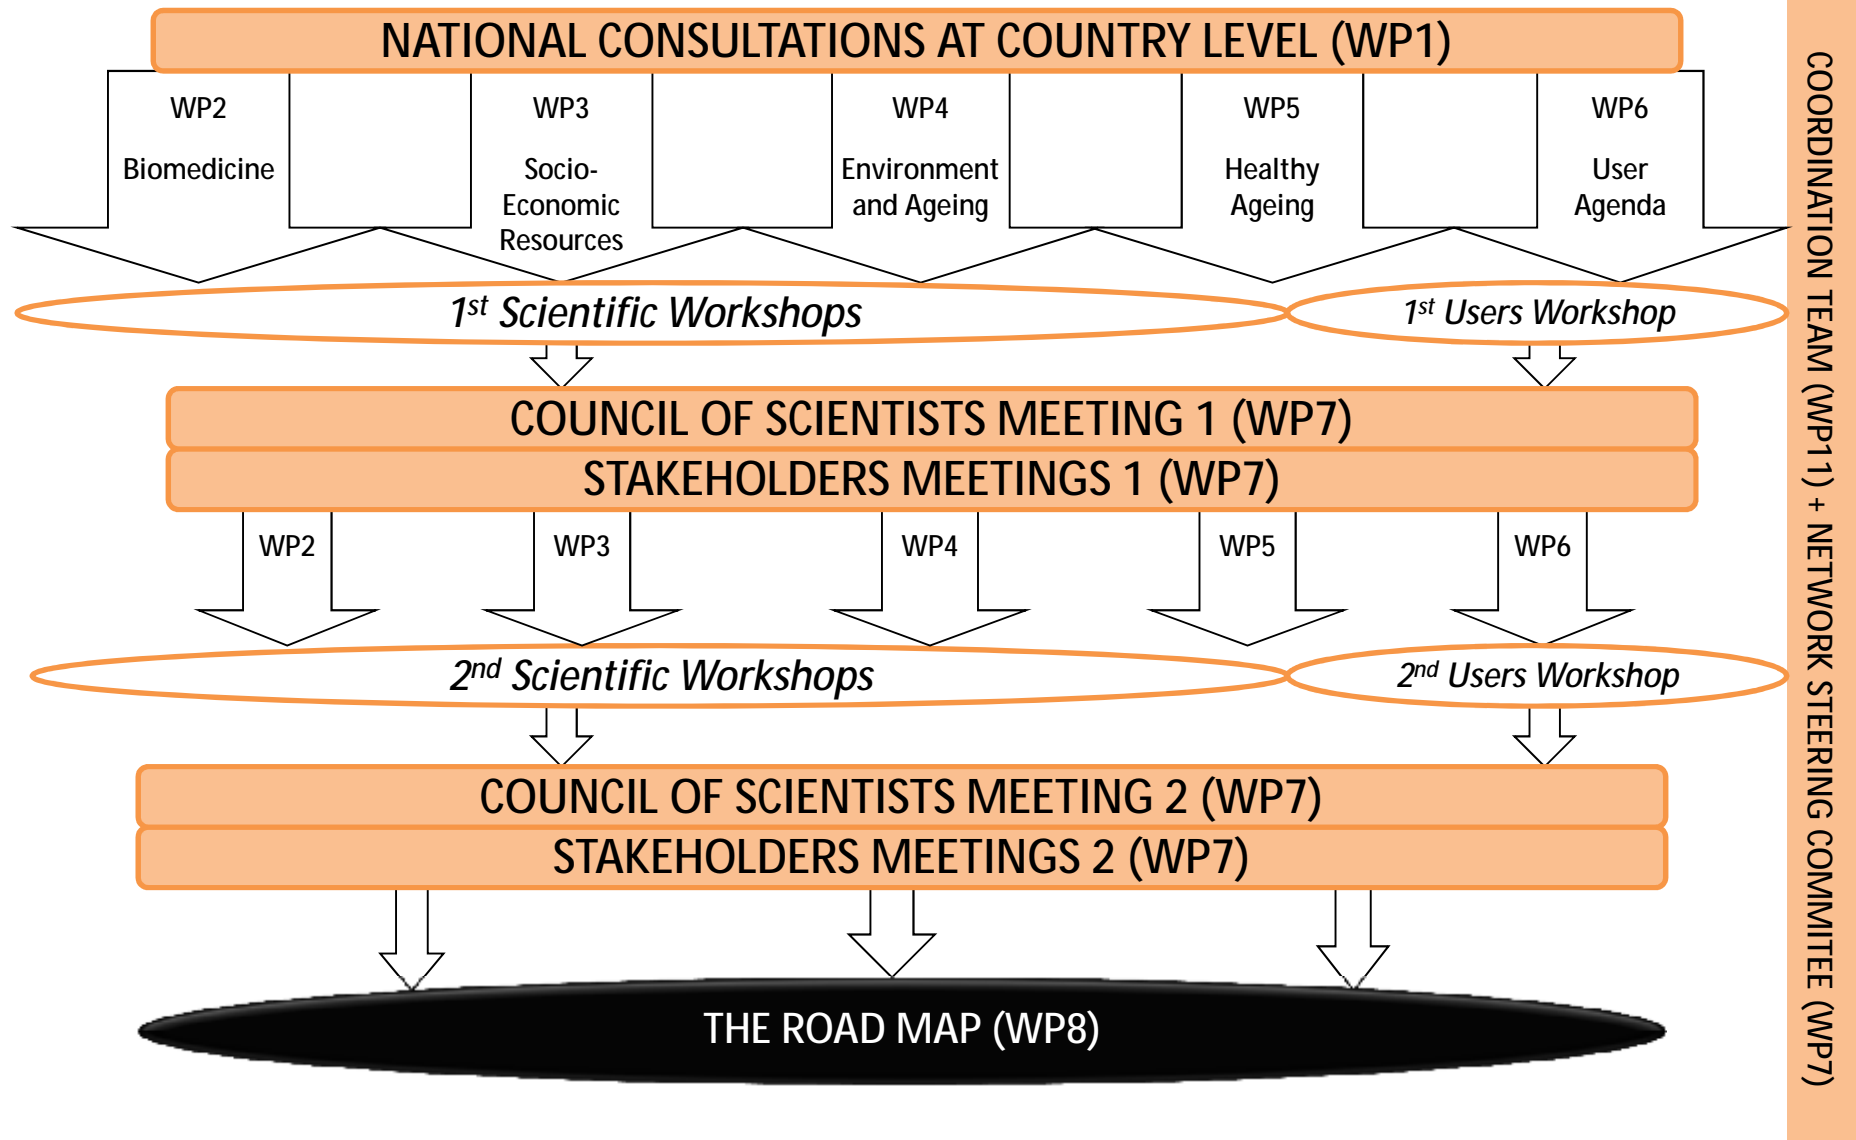 NATIONAL CONSULTATIONS AT COUNTRY LEVEL (WP1)
WP2
Biomedicine
WP3
Socio-
Economic
Resources
WP4
Environment
and Ageing
WP5
Healthy
Ageing
WP6
User
Agenda
1st Scientific Workshops
1st Users Workshop
COUNCIL OF SCIENTISTS MEETING 1 (WP7)
STAKEHOLDERS MEETINGS 1 (WP7)
WP2
WP3
WP4
WP5
WP6
2nd Scientific Workshops
2nd Users Workshop
COUNCIL OF SCIENTISTS MEETING 2 (WP7)
STAKEHOLDERS MEETINGS 2 (WP7)
THE ROAD MAP (WP8)
COORDINATION TEAM (WP11) + NETWORK STEERING COMMITEE (WP7)